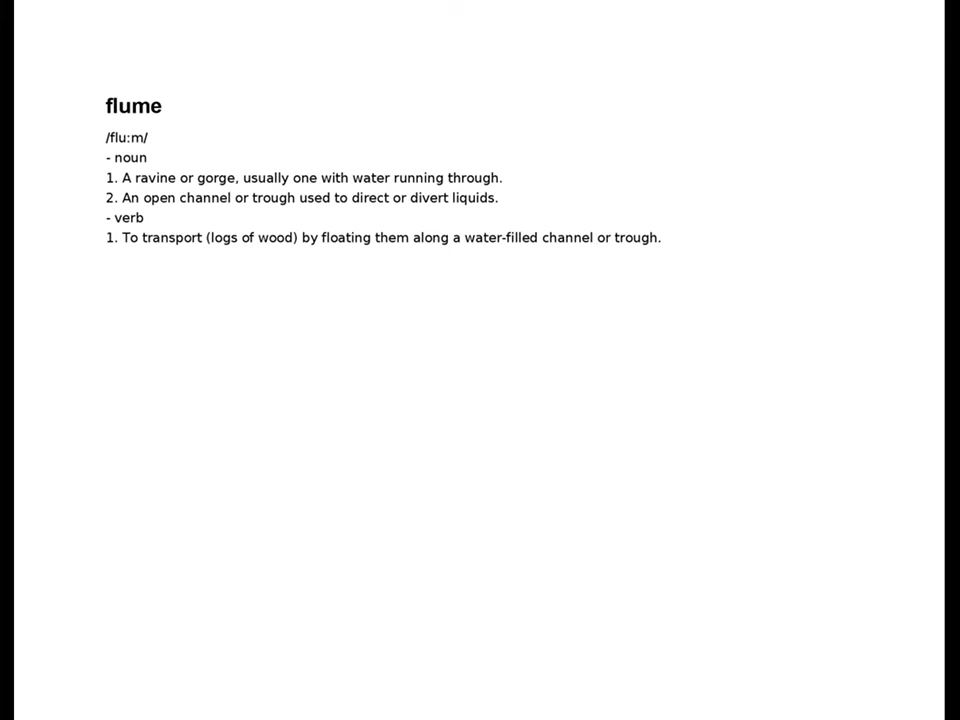 flume
/flu:m/
- noun
1. A ravine or gorge, usually one with water running through.
2. An open channel or trough used to direct or divert liquids.
- verb
1. To transport (logs of wood) by floating them along a water-filled channel or trough.